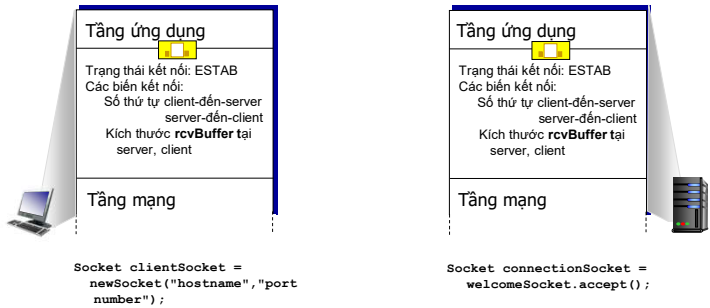 Tầng ứng dụng
Trạng thái kết nối: ESTAB
Các biến kết nối:
Số thứ tự client-đến-server
server-đến-client
Kích thước rcvBuffer tại
server, client
Tầng mạng
Socket clientSocket =
newSocket("hostname","port
number");
Tầng ứng dụng
Trạng thái kết nối: ESTAB
Các biến kết nối:
Số thứ tự client-đến-server
server-đến-client
Kích thước rcvBuffer tại
server, client
Tầng mạng
Socket connectionSocket =
welcomeSocket.accept();